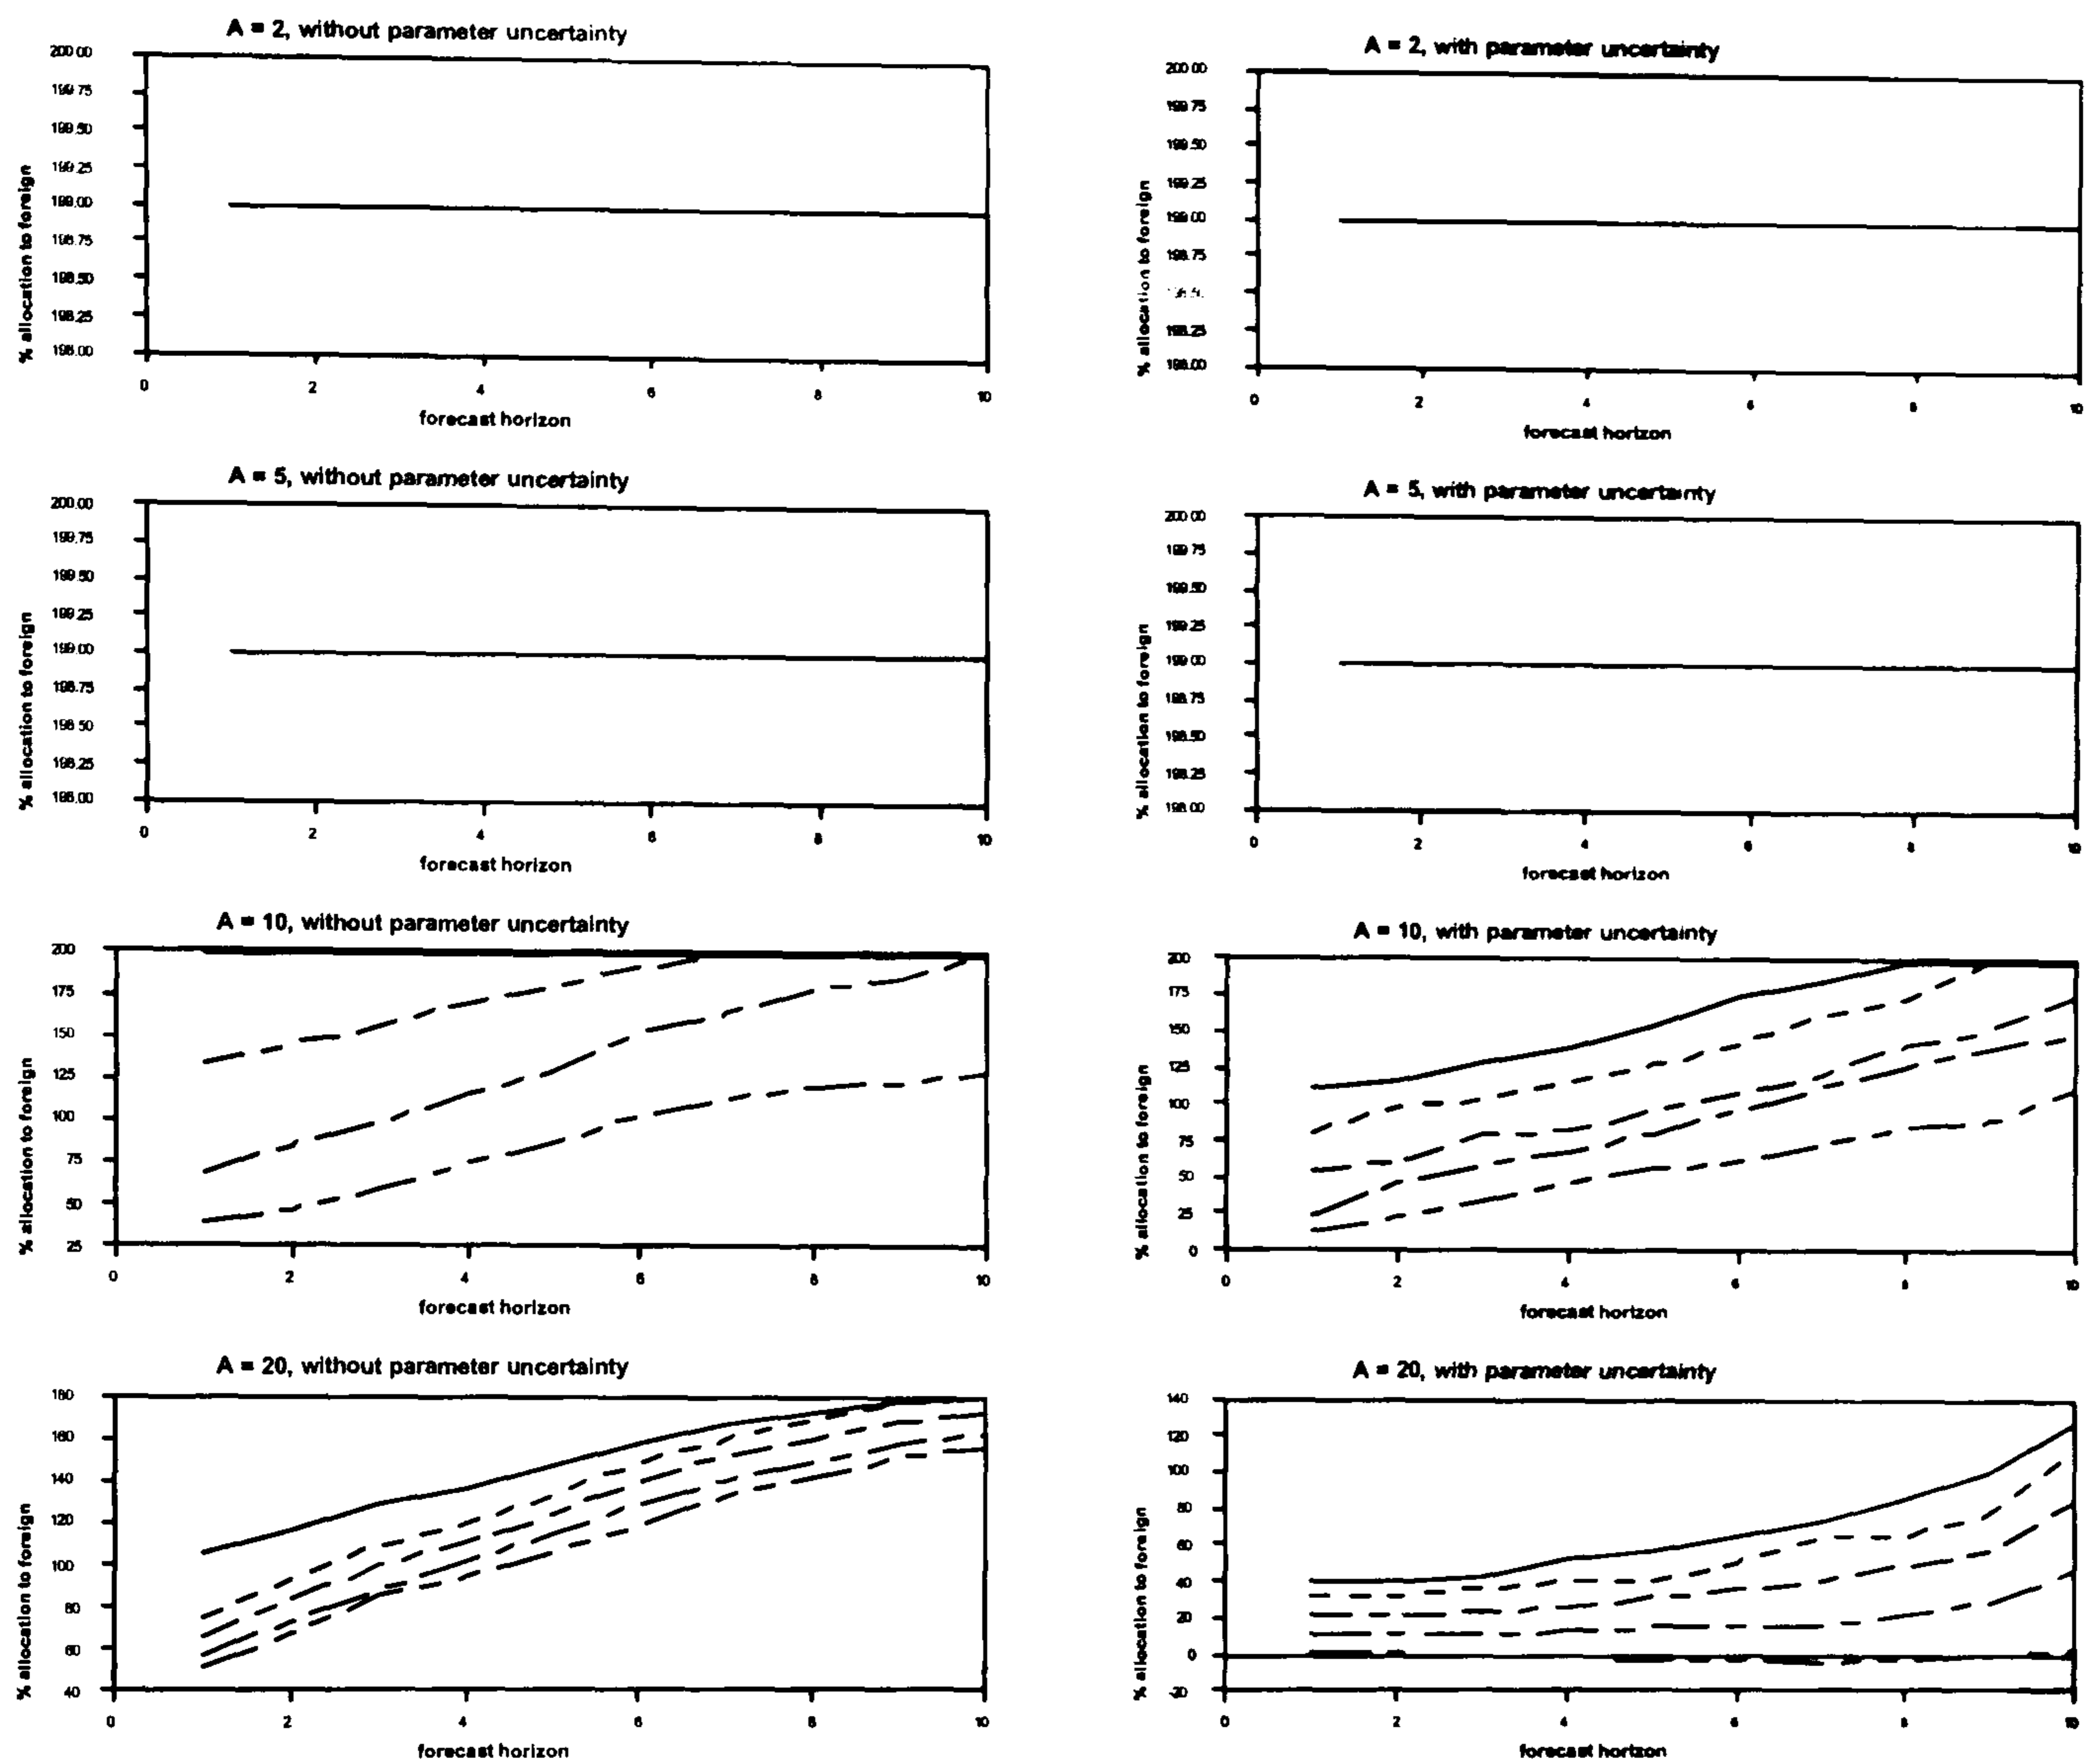 A = 2, without parameter uncertainty
200.00
199.75
199.50
199.25
199.00
198.75
198.50
198.25
198.00
% allocation to foreign
0 2 4 6 8 10
forecast horizon
A = 2, with parameter uncertainty
200.00
199.75
199.50
199.25
199.00
198.75
198.25
198.00
% allocation to foreign
0 2 4 6 8 10
forecast horizon
A = 5, without parameter uncertainty
200.00
199.75
199.50
199.25
199.00
198.75
198.50
198.25
198.00
% allocation to foreign
0 2 4 6 8 10
forecast horizon
A = 5, with parameter uncertainty
200.00
199.75
199.50
199.25
199.00
198.75
198.50
198.25
198.00
% allocation to foreign
0 2 4 6 8 10
forecast horizon
A = 10, without parameter uncertainty
200
175
150
125
100
75
50
25
% allocation to foreign
0 2 4 6 8 10
forecast horizon
A = 10, with parameter uncertainty
200
175
150
125
100
75
50
25
0
% allocation to foreign
0 2 4 6 8 10
forecast horizon
A = 20, without parameter uncertainty
180
160
140
120
100
80
60
40
% allocation to foreign
0 2 4 6 8 10
forecast horizon
A = 20, with parameter uncertainty
140
120
100
80
60
40
20
0
-20
% allocation to foreign
0 2 4 6 8 10
forecast horizon